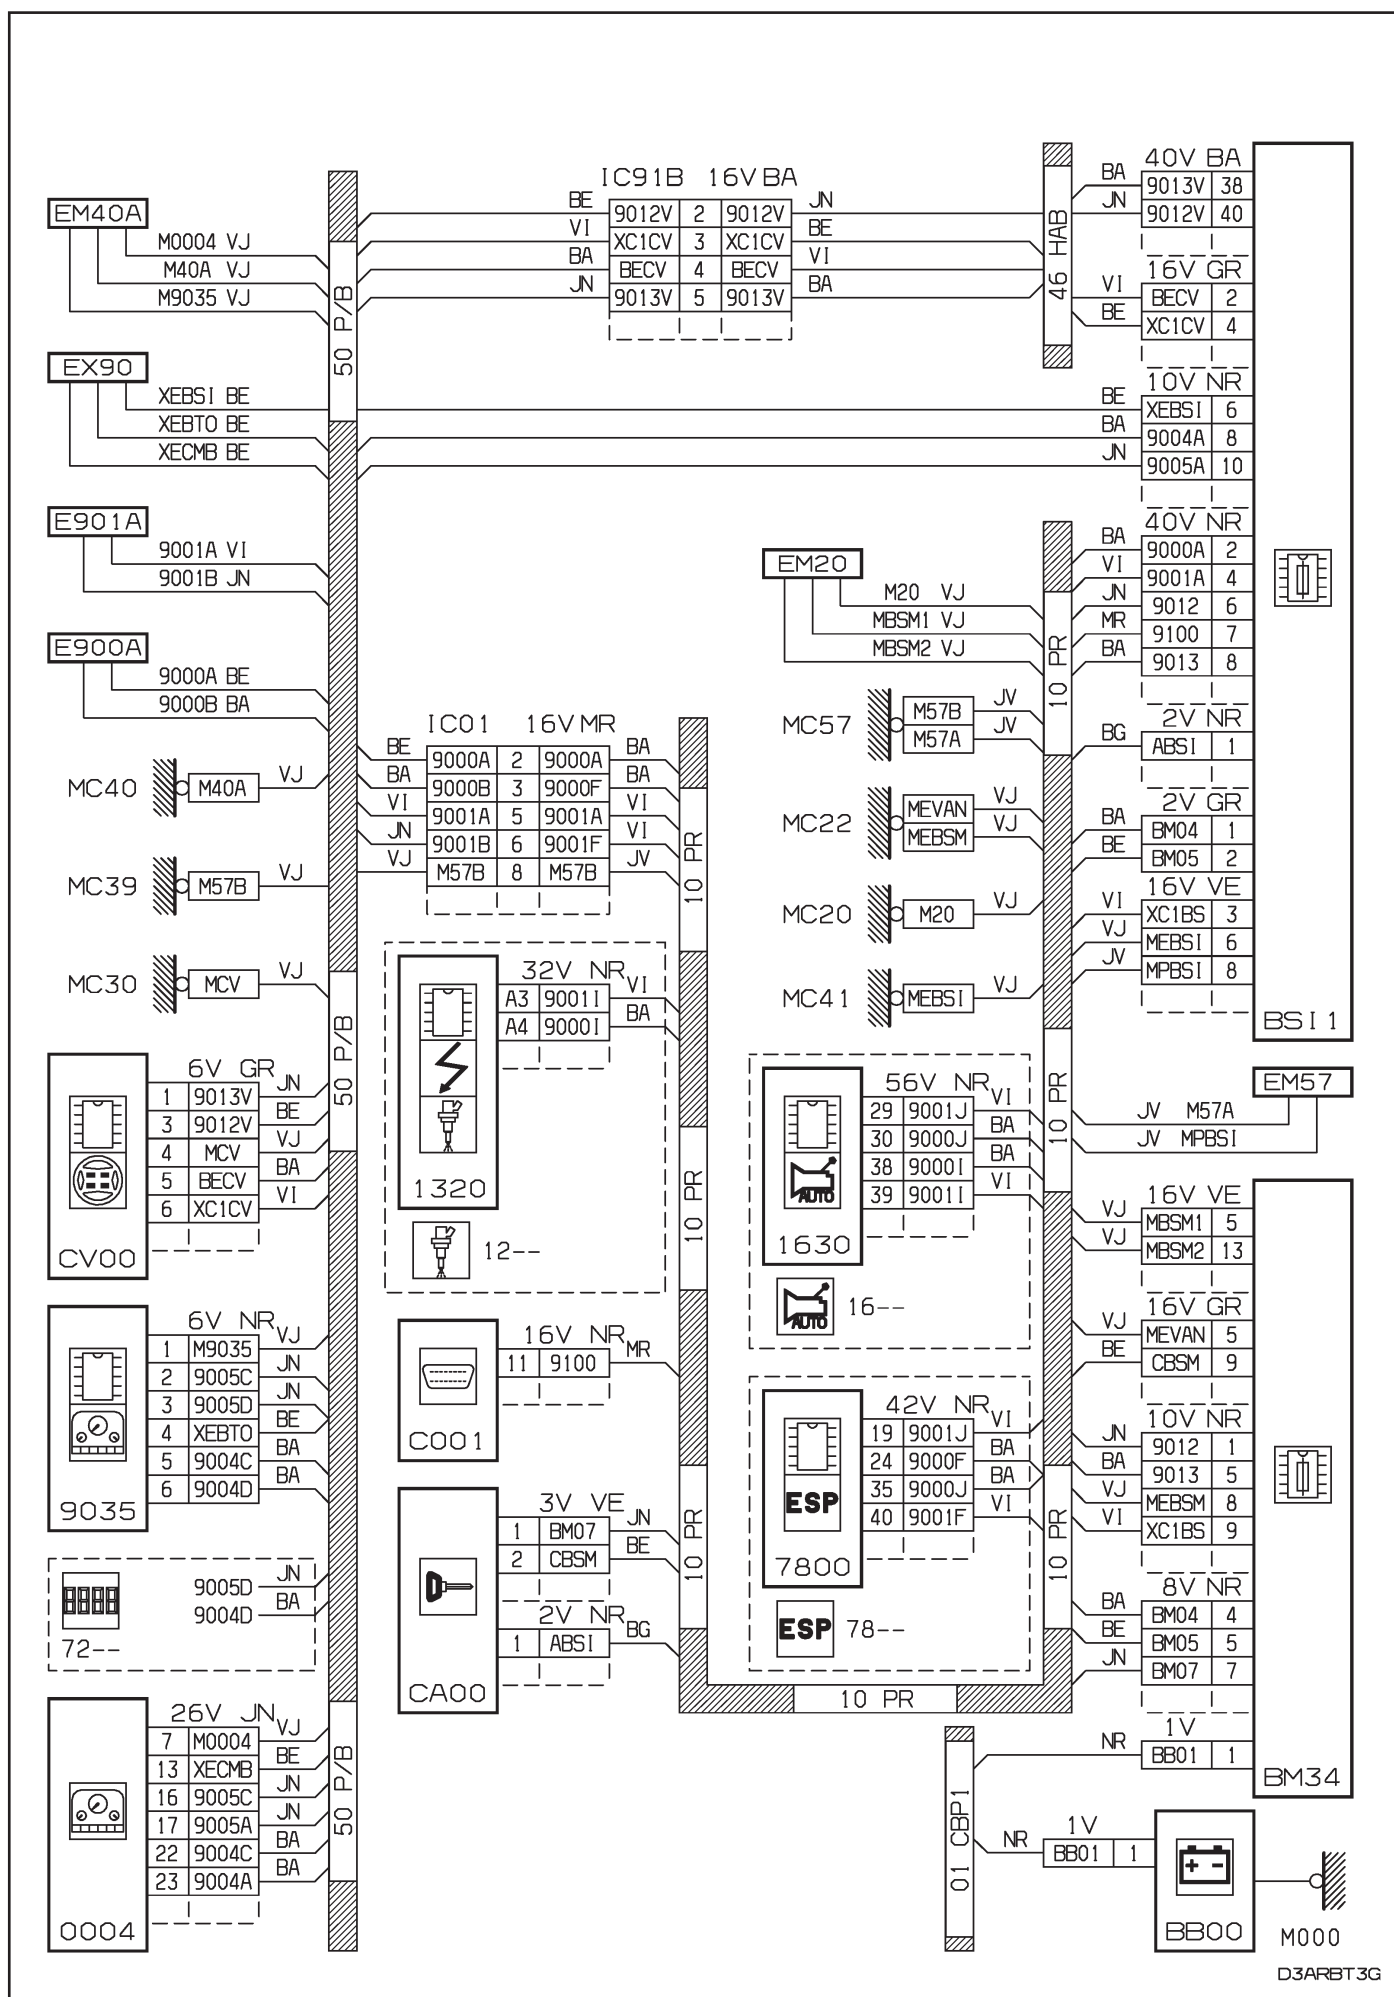 EM40A
M0004 VJ
M40A VJ
M9035 VJ
EX90
XEBSI BE
XEBTO BE
XECMB BE
E901A
9001A VI
9001B JN
E900A
9000A BE
9000B BA
MC40 M40A VJ
MC39 M57B VJ
MC30 MCV VJ
6V GR
1 9013V JN
3 9012V BE
4 MCV VJ
5 BECV BA
6 XC1CV VI
CV00
6V NR
1 M9035 VJ
2 9005C JN
3 9005D JN
4 XEBTO BE
5 9004C BA
6 9004D BA
9035
9005D JN
9004D BA
72--
26V JN
7 M0004 VJ
13 XECMB BE
16 9005C JN
17 9005A JN
22 9004C BA
23 9004A BA
0004
50 P/B
50 P/B
50 P/B
IC91B 16V BA
BE 9012V 2 9012V JN
VI XC1CV 3 XC1CV BE
BA BECV 4 BECV VI
JN 9013V 5 9013V BA
46 HAB
IC01 16V MR
BE 9000A 2 9000A BA
BA 9000B 3 9000F BA
VI 9001A 5 9001A VI
JN 9001B 6 9001F VI
VJ M57B 8 M57B JV
32V NR
A3 9001I VI
A4 9000I BA
1320
12--
16V NR
11 9100 MR
C001
3V VE
1 BM07 JN
2 CBSM BE
2V NR
1 ABSI BG
CA00
10 PR
10 PR
10 PR
10 PR
EM20
M20 VJ
MBSM1 VJ
MBSM2 VJ
MC57 M57B JV
M57A JV
MC22 MEVAN VJ
MEBSM VJ
MC20 M20 VJ
MC41 MEBSI VJ
56V NR
29 9001J VI
30 9000J BA
38 9000I BA
39 9001I VI
1630
AUTO
AUTO
16--
42V NR
19 9001J VI
24 9000F BA
35 9000J BA
40 9001F VI
ESP
7800
ESP 78--
10 PR
10 PR
10 PR
40V BA
BA 9013V 38
JN 9012V 40
16V GR
VI BECV 2
BE XC1CV 4
10V NR
BE XEBSI 6
BA 9004A 8
JN 9005A 10
40V NR
BA 9000A 2
VI 9001A 4
JN 9012 6
MR 9100 7
BA 9013 8
2V NR
BG ABSI 1
2V GR
BA BM04 1
BE BM05 2
16V VE
VI XC1BS 3
VJ MEBSI 6
JV MPBSI 8
BSI1
EM57
JV M57A
JV MPBSI
16V VE
VJ MBSM1 5
VJ MBSM2 13
16V GR
VJ MEVAN 5
BE CBSM 9
10V NR
JN 9012 1
BA 9013 5
VJ MEBSM 8
VI XC1BS 9
8V NR
BA BM04 4
BE BM05 5
JN BM07 7
1V
NR BB01 1
BM34
01 CBP1
1V
NR BB01 1
+ -
BB00
M000
D3ARBT3G